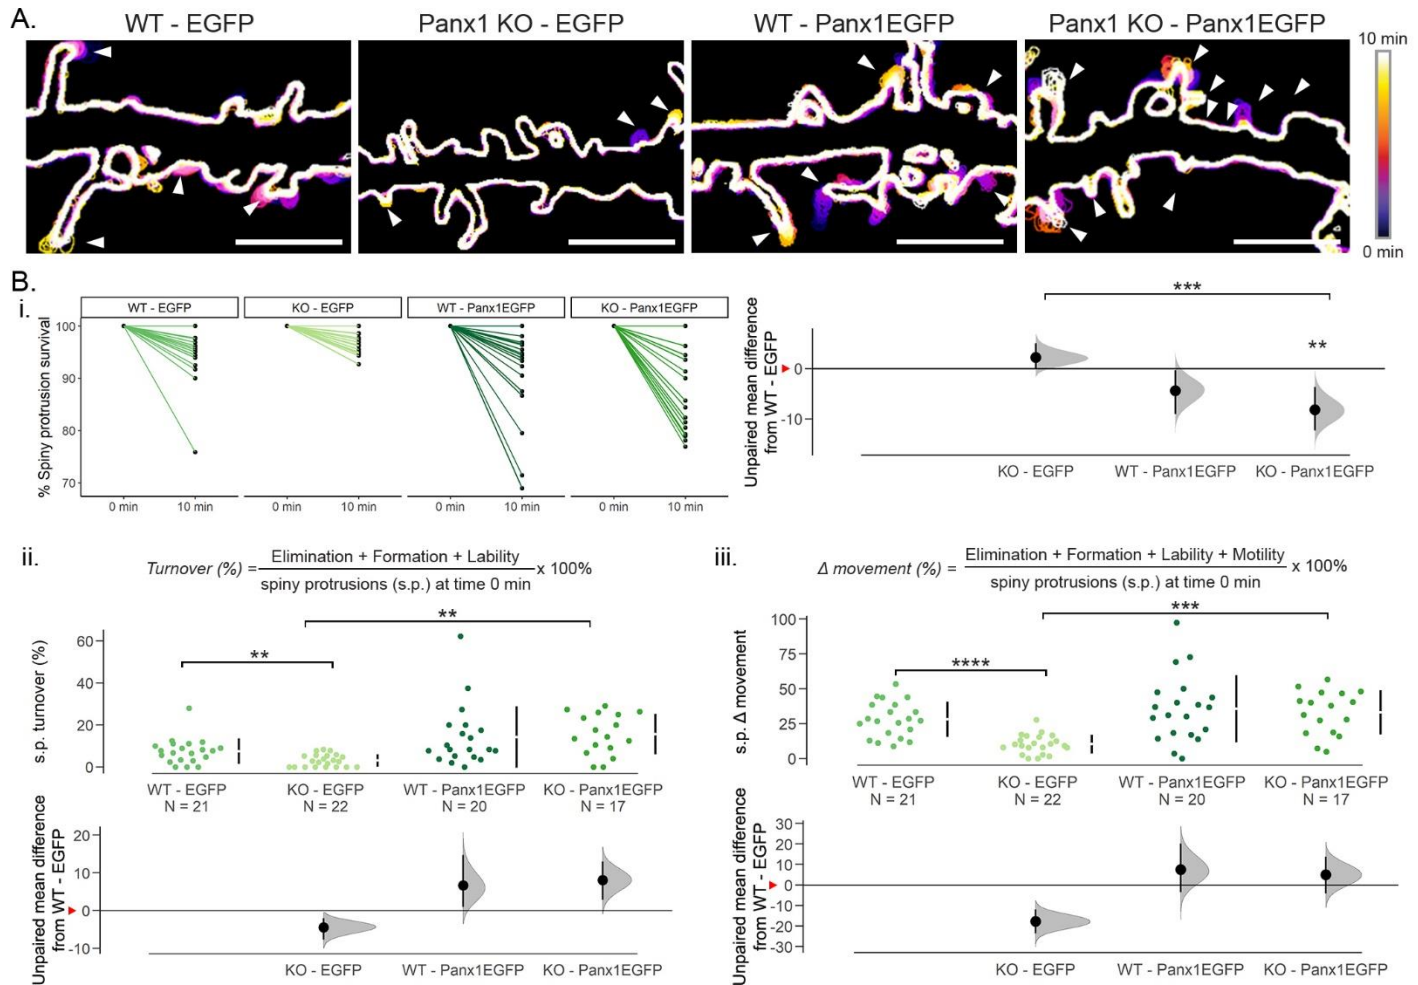 A.
WT - EGFP
Panx1 KO - EGFP
WT - Panx1EGFP
Panx1 KO - Panx1EGFP
10 min
0 min
B.
i.
WT - EGFP
KO - EGFP
WT - Panx1EGFP
KO - Panx1EGFP
% Spiny protrusion survival
100
90
80
70
0 min
10 min
0 min
10 min
0 min
10 min
0 min
10 min
Unpaired mean difference
from WT - EGFP
0
-10
***
**
KO - EGFP
WT - Panx1EGFP
KO - Panx1EGFP
ii.
Turnover (%) = Elimination + Formation + Lability
spiny protrusions (s.p.) at time 0 min
x 100%
s.p. turnover (%)
60
40
20
0
**
**
WT - EGFP
N = 21
KO - EGFP
N = 22
WT - Panx1EGFP
N = 20
KO - Panx1EGFP
N = 17
Unpaired mean difference
from WT - EGFP
20
10
0
-10
KO - EGFP
WT - Panx1EGFP
KO - Panx1EGFP
iii.
Δ movement (%) = Elimination + Formation + Lability + Motility
spiny protrusions (s.p.) at time 0 min
x 100%
s.p. Δ movement
100
75
50
25
0
***
****
WT - EGFP
N = 21
KO - EGFP
N = 22
WT - Panx1EGFP
N = 20
KO - Panx1EGFP
N = 17
Unpaired mean difference
from WT - EGFP
30
20
10
0
-10
-20
-30
KO - EGFP
WT - Panx1EGFP
KO - Panx1EGFP